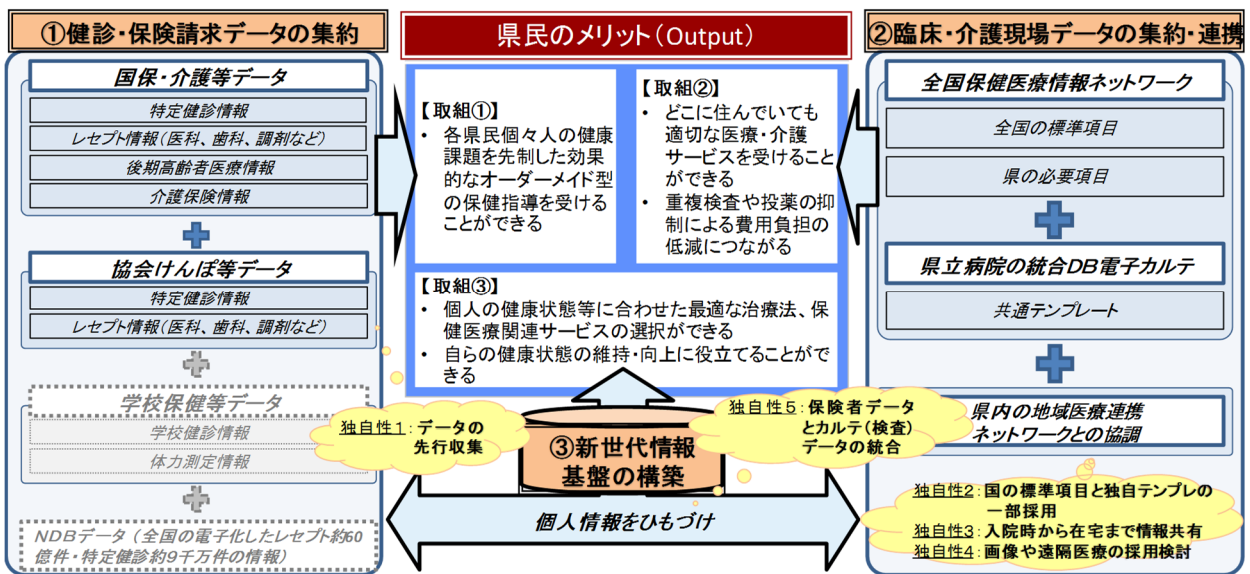 ①健診・保険請求データの集約
国保・介護等データ
特定健診情報
レセプト情報（医科、歯科、調剤など）
後期高齢者医療情報
介護保険情報
協会けんぽ等データ
特定健診情報
レセプト情報（医科、歯科、調剤など）
学校保健等データ
学校健診情報
体力測定情報
NDBデータ（全国の電子化したレセプト約60
億件・特定健診約9千万件の情報）
県民のメリット（Output）
【取組①】
• 各県民個々人の健康
課題を先制した効果
的なオーダーメイド型
の保健指導を受ける
ことができる
【取組②】
• どこに住んでいても
適切な医療・介護
サービスを受けること
ができる
• 重複検査や投薬の抑
制による費用負担の
低減につながる
【取組③】
• 個人の健康状態等に合わせた最適な治療法、保
健医療関連サービスの選択ができる
• 自らの健康状態の維持・向上に役立てることがで
きる
独自性1：データの
先行収集
③新世代情報
基盤の構築
独自性5：保険者データ
とカルテ（検査）
データの統合
個人情報をひもづけ
②臨床・介護現場データの集約・連携
全国保健医療情報ネットワーク
全国の標準項目
県の必要項目
県立病院の統合DB電子カルテ
共通テンプレート
県内の地域医療連携
ネットワークとの協調
独自性2：国の標準項目と独自テンプレの
一部採用
独自性3：入院時から在宅まで情報共有
独自性4：画像や遠隔医療の採用検討